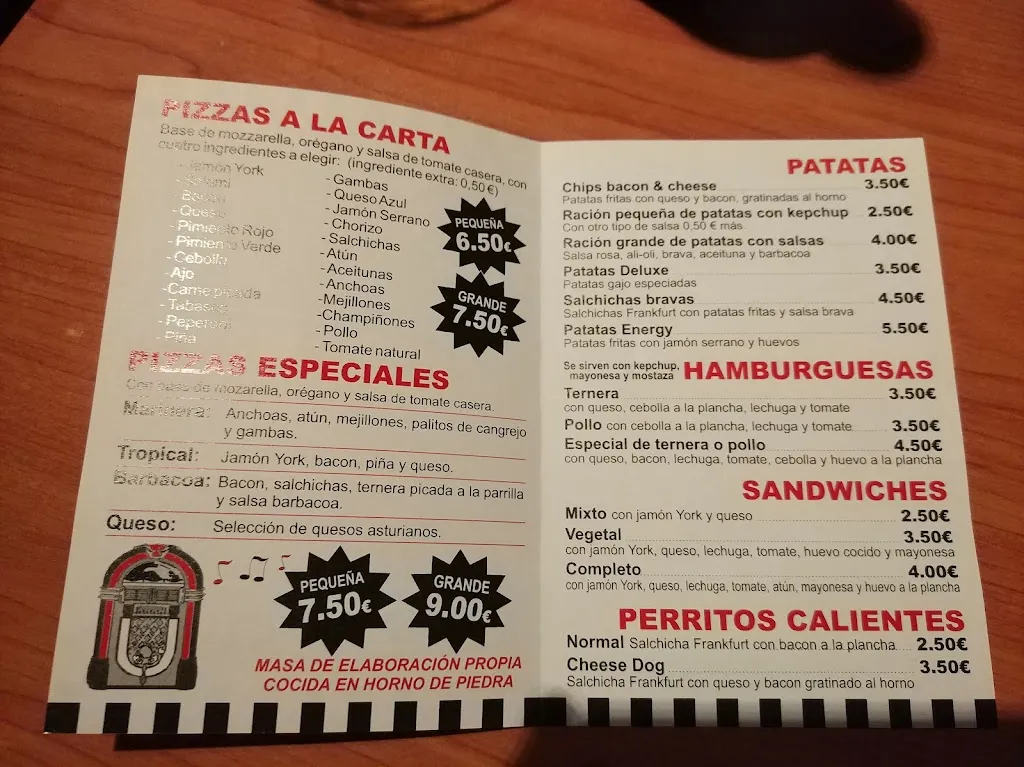 PIZZAS A LA CARTA
Base de mozzarella, orégano y salsa de tomate casera, con
cuatro ingredientes a elegir: (ingrediente extra: 0,50 €)
- Jamón York
- Salami
- Bacon
- Queso
- Pimiento Rojo
- Pimiento Verde
- Cebolla
- Ajo
- Carne picada
- Tabasco
- Peperoni
- Piña
- Gambas
- Queso Azul
- Jamón Serrano
- Chorizo
- Salchichas
- Atún
- Aceitunas
- Anchoas
- Mejillones
- Champiñones
- Pollo
- Tomate natural
PEQUEÑA
6.50€
GRANDE
7.50€
PIZZAS ESPECIALES
Con base de mozarella, orégano y salsa de tomate casera.
Marinera: Anchoas, atún, mejillones, palitos de cangrejo
y gambas.
Tropical: Jamón York, bacon, piña y queso.
Barbacoa: Bacon, salchichas, ternera picada a la parrilla
y salsa barbacoa.
Queso: Selección de quesos asturianos.
PEQUEÑA
7.50€
GRANDE
9.00€
MASA DE ELABORACIÓN PROPIA
COCIDA EN HORNO DE PIEDRA
PATATAS
Chips bacon & cheese 3.50€
Patatas fritas con queso y bacon, gratinadas al horno
Ración pequeña de patatas con kepchup 2.50€
Con otro tipo de salsa 0,50 € más
Ración grande de patatas con salsas 4.00€
Salsa rosa, ali-oli, brava, aceituna y barbacoa
Patatas Deluxe 3.50€
Patatas gajo especiadas
Salchichas bravas 4.50€
Salchichas Frankfurt con patatas fritas y salsa brava
Patatas Energy 5.50€
Patatas fritas con jamón serrano y huevos
Se sirven con kepchup,
mayonesa y mostaza
HAMBURGUESAS
Ternera 3.50€
con queso, cebolla a la plancha, lechuga y tomate
Pollo con cebolla a la plancha, lechuga y tomate 3.50€
Especial de ternera o pollo 4.50€
con queso, bacon, lechuga, tomate, cebolla y huevo a la plancha
SANDWICHES
Mixto con jamón York y queso 2.50€
Vegetal 3.50€
con jamón York, queso, lechuga, tomate, huevo cocido y mayonesa
Completo 4.00€
con jamón York, queso, lechuga, tomate, atún, mayonesa y huevo a la plancha
PERRITOS CALIENTES
Normal Salchicha Frankfurt con bacon a la plancha 2.50€
Cheese Dog 3.50€
Salchicha Frankfurt con queso y bacon gratinado al horno